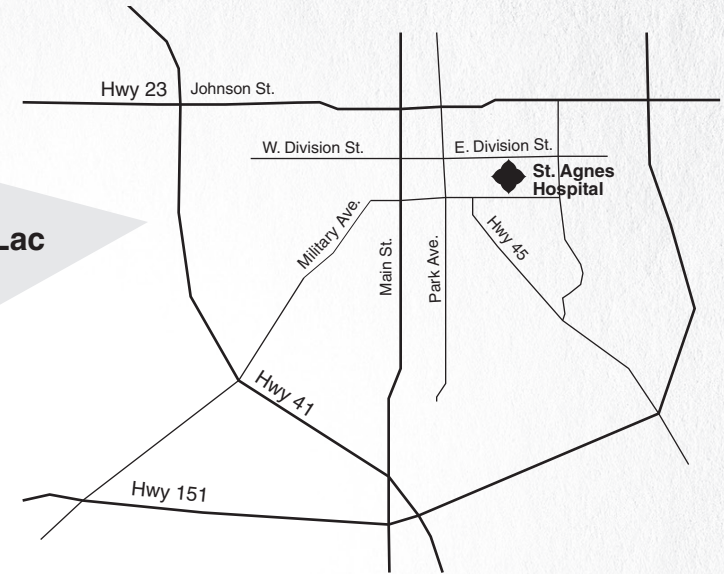 Hwy 23
Johnson St.
W. Division St.
E. Division St.
St. Agnes
Hospital
Lac
Military Ave.
Main St.
Park Ave.
Hwy 45
Hwy 41
Hwy 151